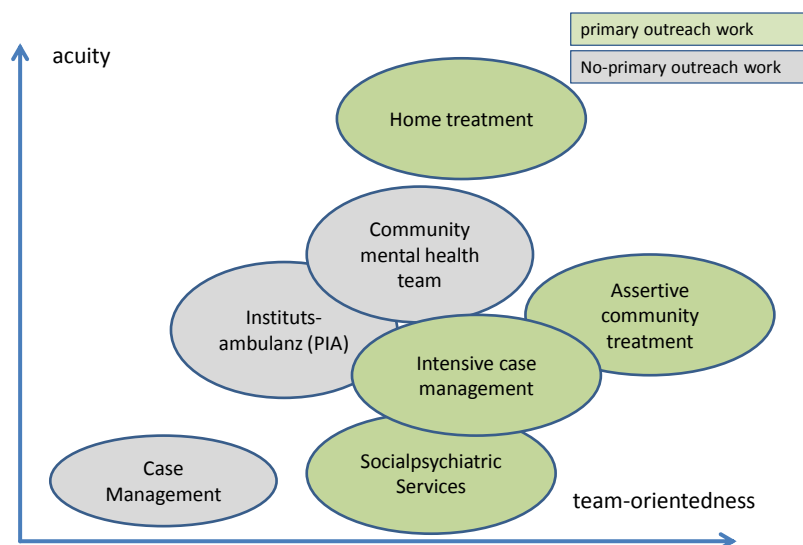 primary outreach work
No-primary outreach work
acuity
Home treatment
Community
mental health
team
Instituts-
ambulanz (PIA)
Assertive
community
treatment
Intensive case
management
Case
Management
Socialpsychiatric
Services
team-orientedness